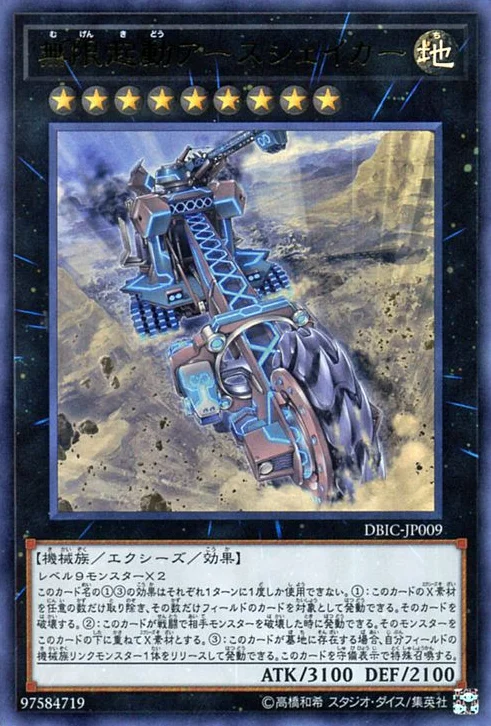 無限起動アースシェイカー
地
DBIC-JP009
【機械族/エクシーズ/効果】
レベル9モンスター×2
このカード名の①③の効果はそれぞれ1ターンに1度しか使用できない。①:このカードのX素材
を任意の数だけ取り除き、その数だけフィールドのカードを対象として発動できる。そのカードを
破壊する。②:このカードが戦闘で相手モンスターを破壊した時に発動できる。そのモンスターを
このカードの下に重ねてX素材とする。③:このカードが墓地に存在する場合、自分フィールドの
機械族リンクモンスター1体をリリースして発動できる。このカードを守備表示で特殊召喚する。
ATK/3100 DEF/2100
97584719
©高橋和希 スタジオ・ダイス/集英社